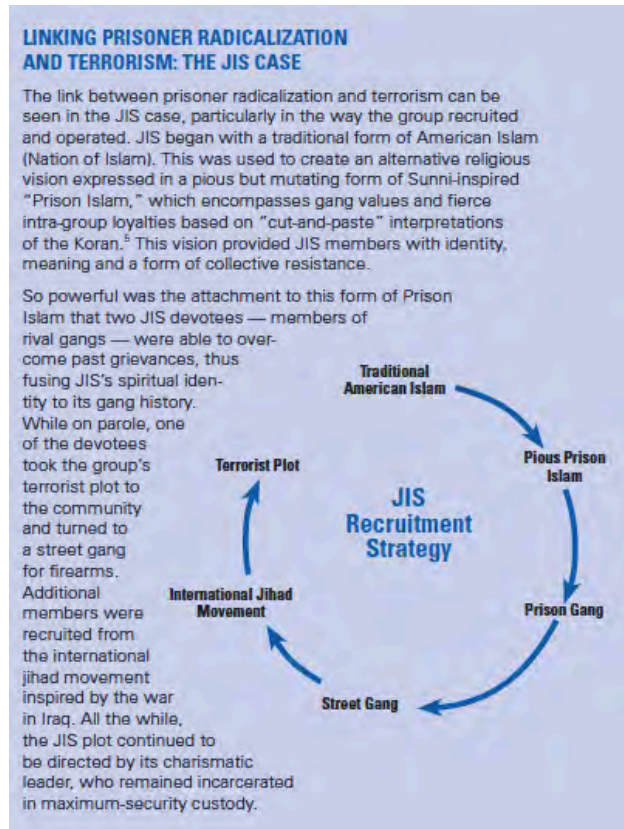 LINKING PRISONER RADICALIZATION
AND TERRORISM: THE JIS CASE
The link between prisoner radicalization and terrorism can be
seen in the JIS case, particularly in the way the group recruited
and operated. JIS began with a traditional form of American Islam
(Nation of Islam). This was used to create an alternative religious
vision expressed in a pious but mutating form of Sunni-inspired
"Prison Islam," which encompasses gang values and fierce
intra-group loyalties based on "cut-and-paste" interpretations
of the Koran.⁵ This vision provided JIS members with identity,
meaning and a form of collective resistance.
So powerful was the attachment to this form of Prison
Islam that two JIS devotees — members of
rival gangs — were able to over-
come past grievances, thus
fusing JIS's spiritual iden-
tity to its gang history.
While on parole, one
of the devotees
took the group's
terrorist plot to
the community
and turned to
a street gang
for firearms.
Additional
members were
recruited from
the international
jihad movement
inspired by the war
in Iraq. All the while,
the JIS plot continued to
be directed by its charismatic
leader, who remained incarcerated
in maximum-security custody.
JIS
Recruitment
Strategy
Traditional
American Islam
Pious Prison
Islam
Prison Gang
Street Gang
International Jihad
Movement
Terrorist Plot